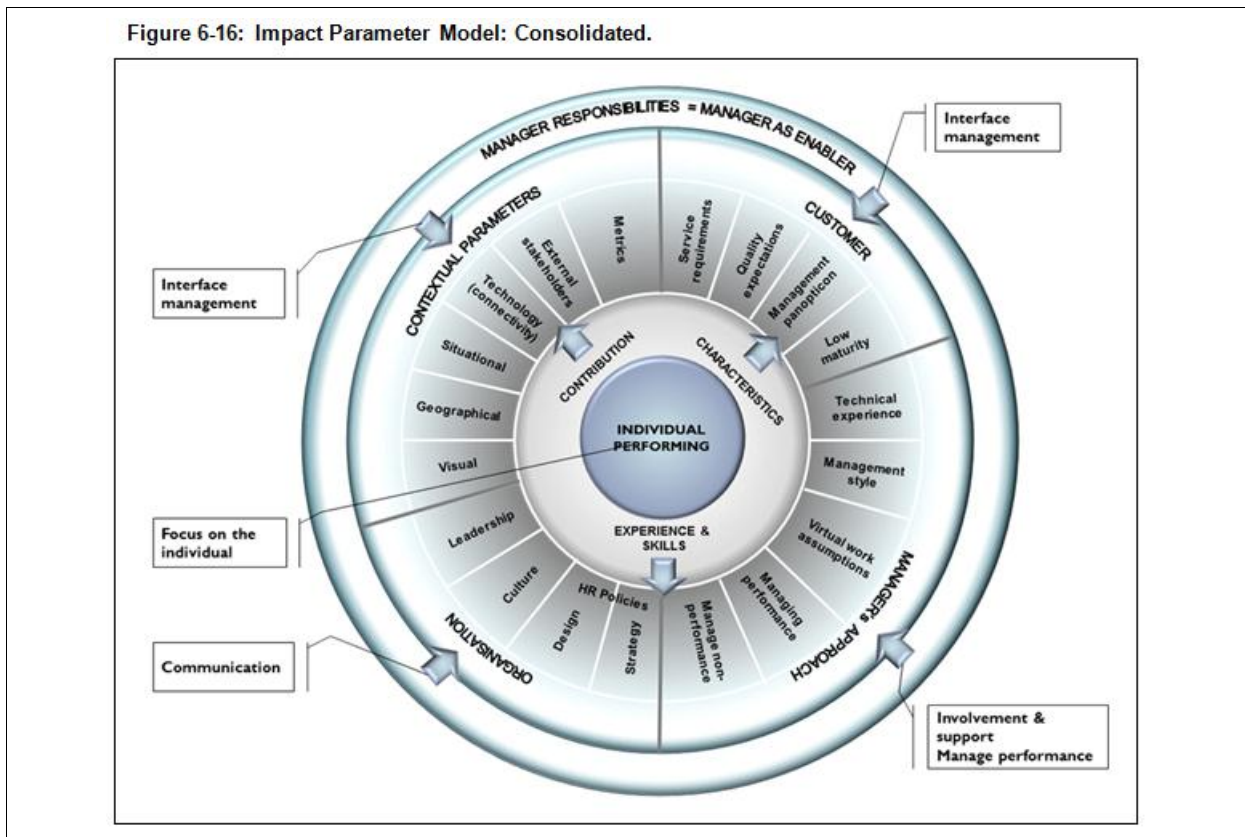 Figure 6-16: Impact Parameter Model: Consolidated.
MANAGER RESPONSIBILITIES = MANAGER AS ENABLER
Interface
management
Interface
management
CONTEXTUAL PARAMETERS
Metrics
External
stakeholders
Technology
(connectivity)
Situational
Geographical
Visual
CUSTOMER
Service
requirements
Quality
expectations
Management
panopticon
Low
maturity
Technical
experience
Management
style
Virtual work
assumptions
Managing
performance
Manage non-
performance
MANAGER'S APPROACH
CONTRIBUTION
CHARACTERISTICS
INDIVIDUAL
PERFORMING
EXPERIENCE &
SKILLS
Leadership
Culture
HR Policies
Design
Strategy
ORGANISATION
Focus on the
individual
Communication
Involvement &
support
Manage performance